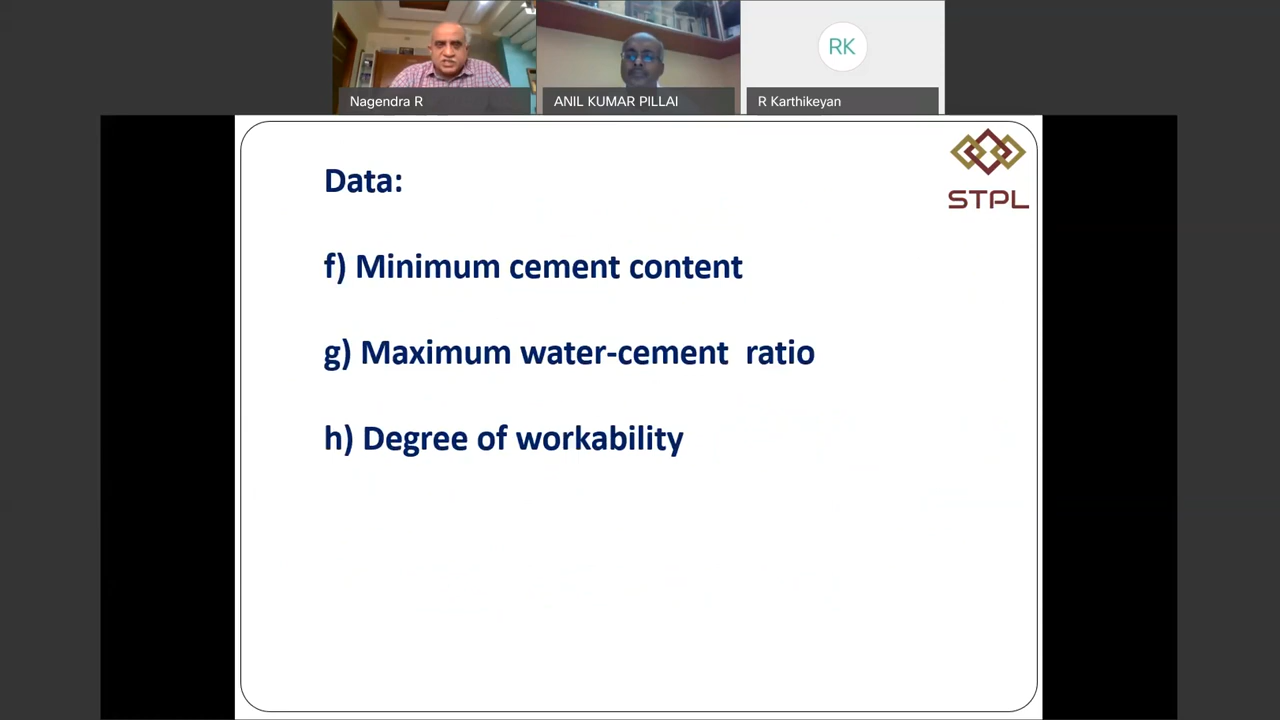 RK
Nagendra R
ANIL KUMAR PILLAI
R Karthikeyan
STPL
Data:
f) Minimum cement content
g) Maximum water-cement ratio
h) Degree of workability